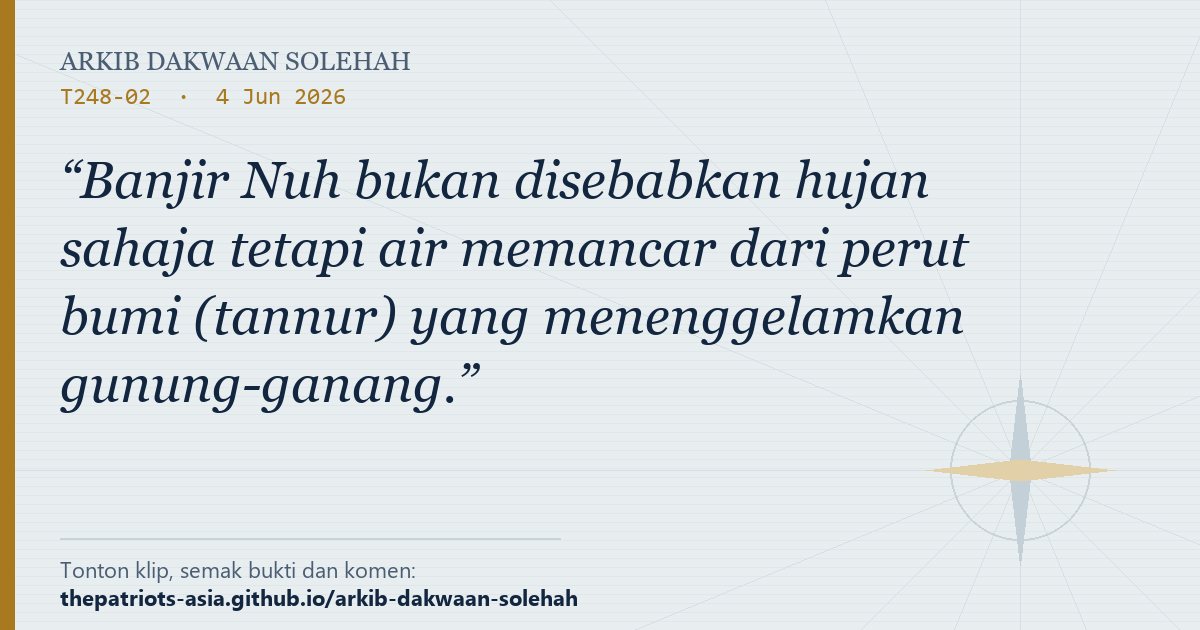 ARKIB DAKWAAN SOLEHAH
T248-02 · 4 Jun 2026
“Banjir Nuh bukan disebabkan hujan
sahaja tetapi air memancar dari perut
bumi (tannur) yang menenggelamkan
gunung-ganang.”
Tonton klip, semak bukti dan komen:
thepatriots-asia.github.io/arkib-dakwaan-solehah